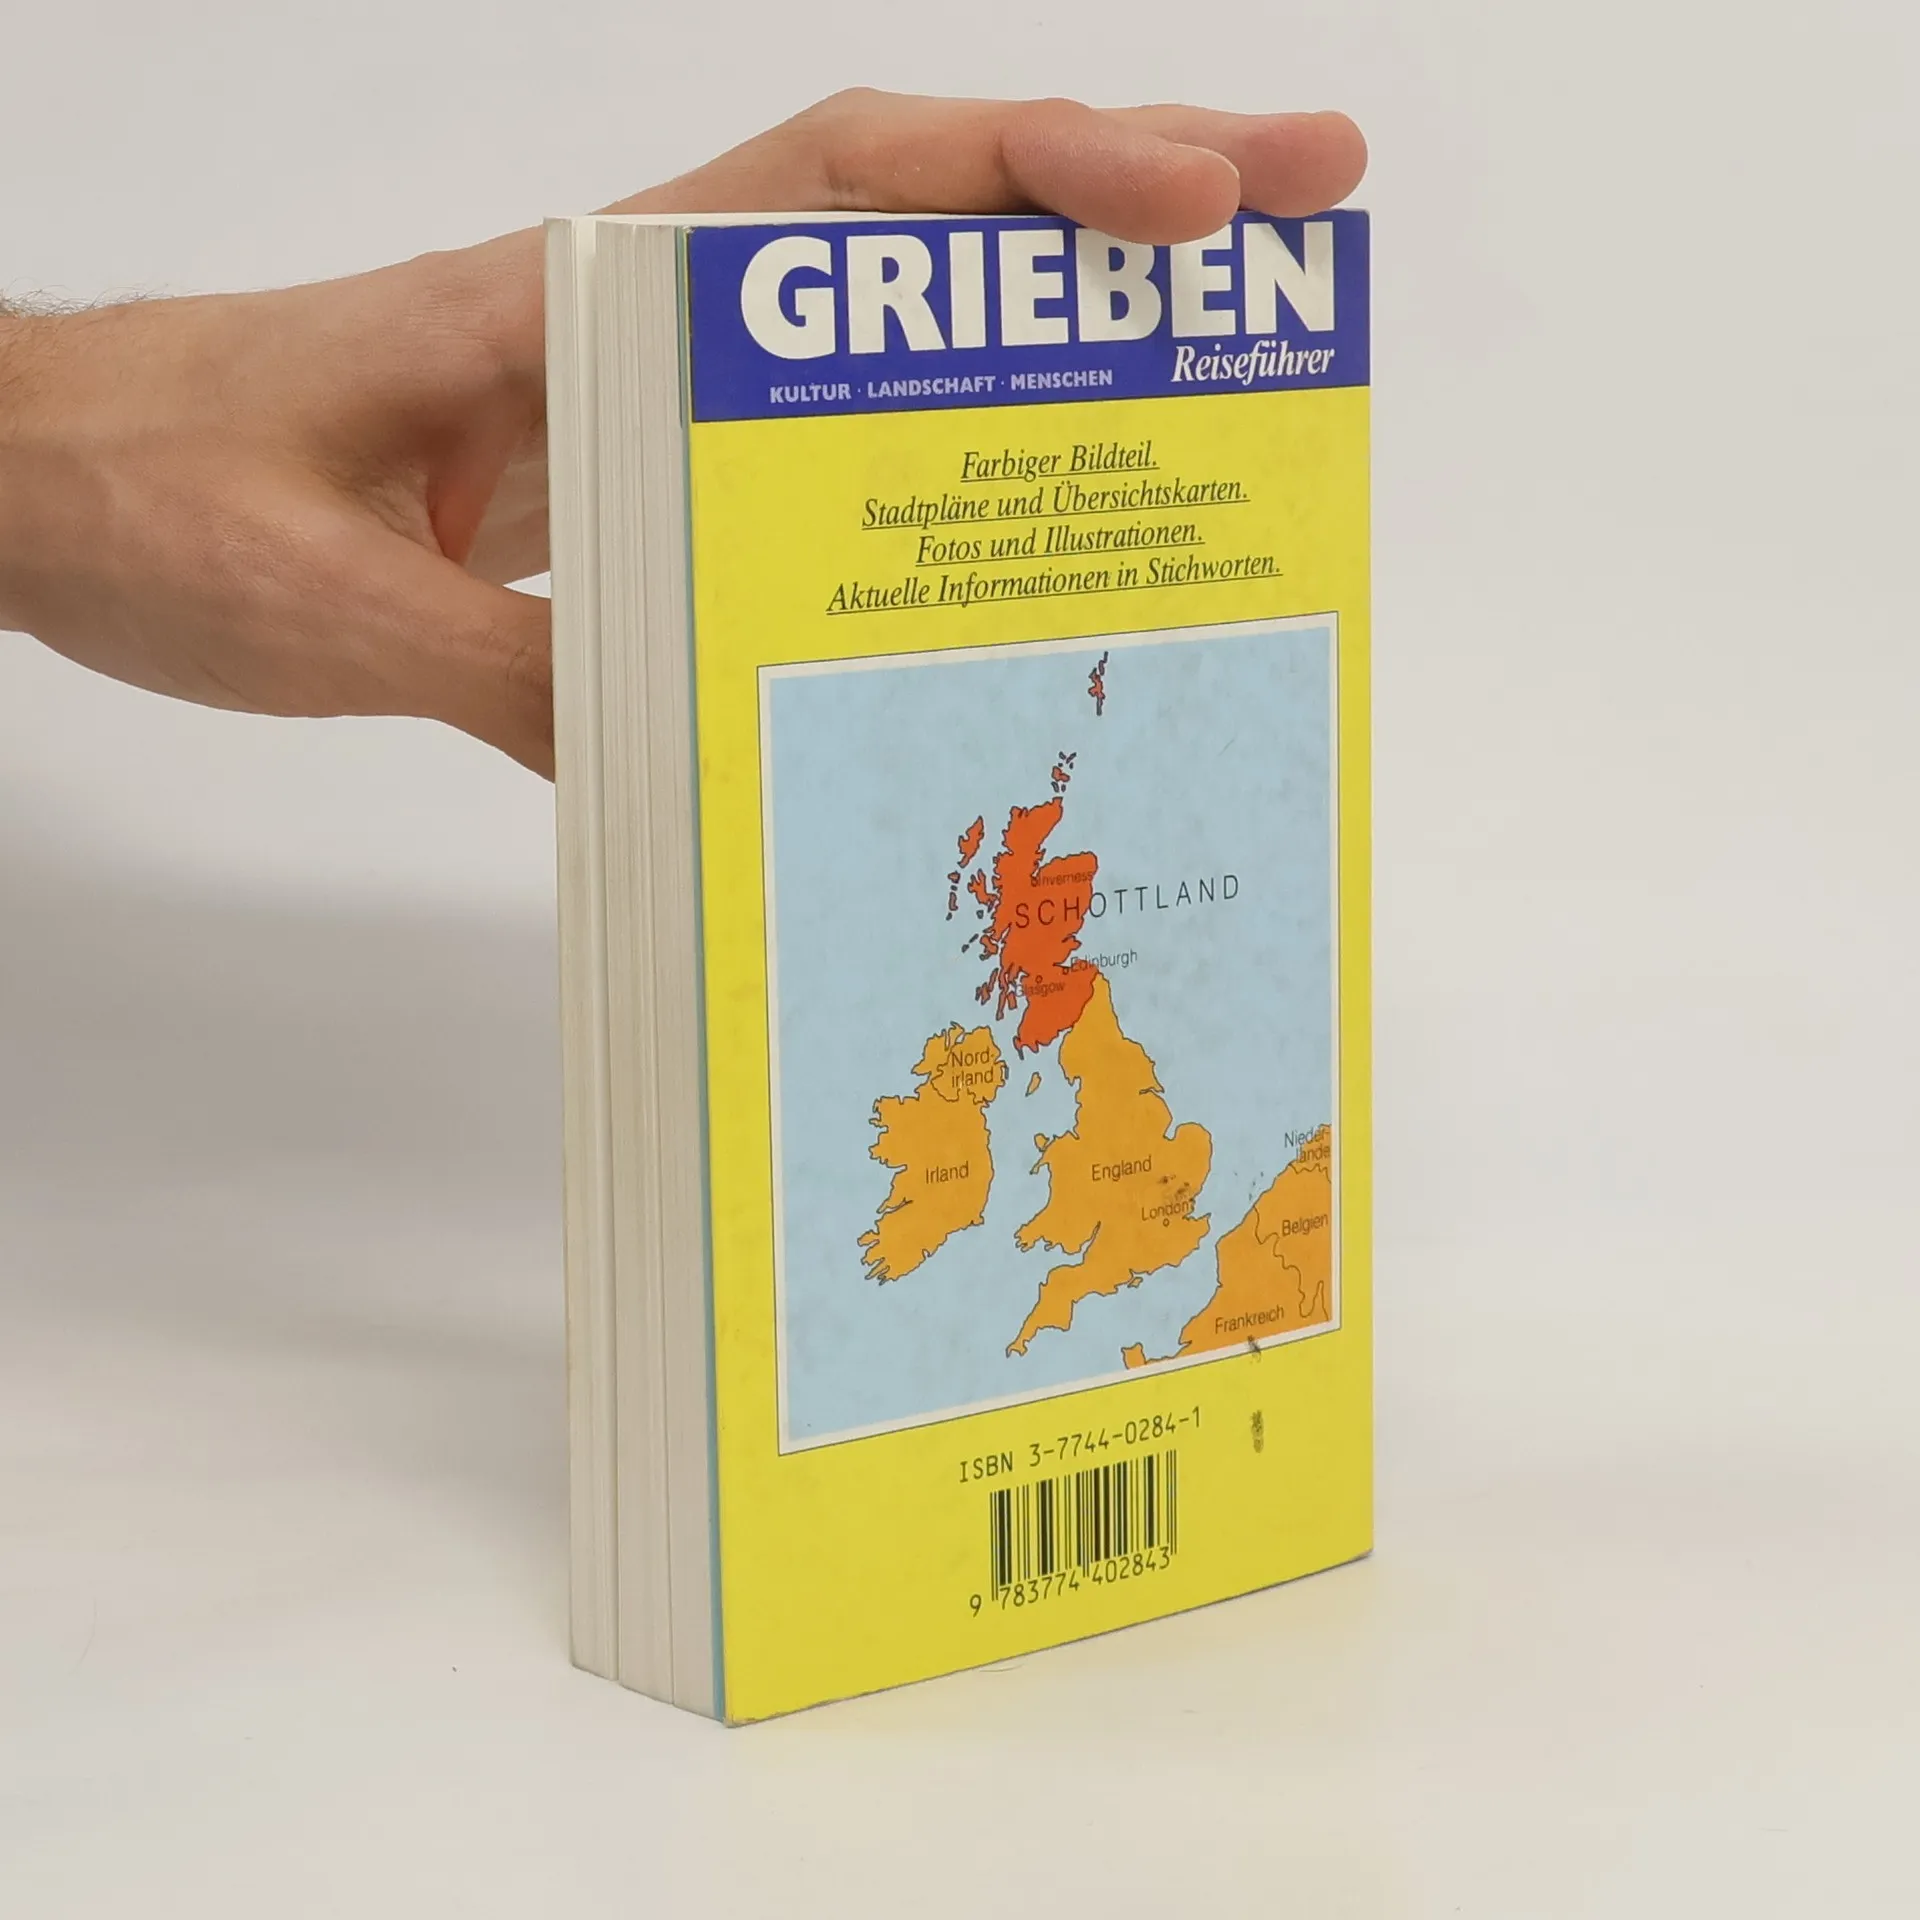 GRIEBEN
Reiseführer
KULTUR · LANDSCHAFT · MENSCHEN
Farbiger Bildteil.
Stadtpläne und Übersichtskarten.
Fotos und Illustrationen.
Aktuelle Informationen in Stichworten.
Inverness
SCHOTTLAND
Edinburgh
Glasgow
Nord-
irland
Irland
England
London
Nieder-
lande
Belgien
Frankreich
ISBN 3-7744-0284-1
9 783774 402843